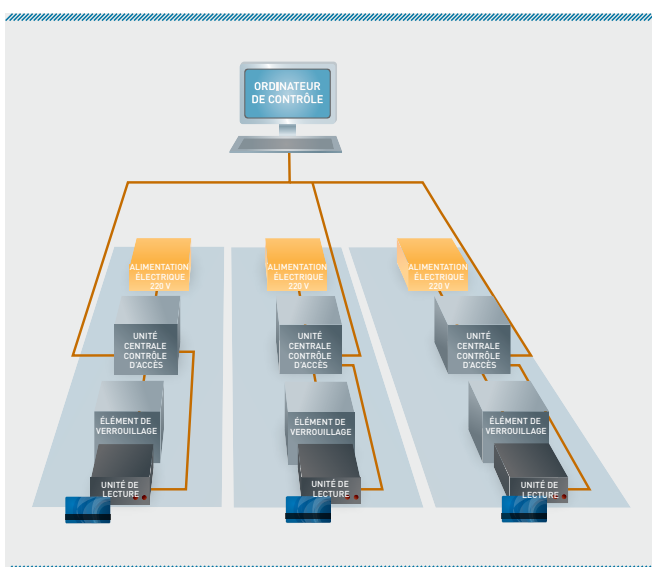 ORDINATEUR
DE CONTRÔLE
ALIMENTATION
ÉLECTRIQUE
220 V
ALIMENTATION
ÉLECTRIQUE
220 V
ALIMENTATION
ÉLECTRIQUE
220 V
UNITÉ
CENTRALE
CONTRÔLE
D'ACCÈS
UNITÉ
CENTRALE
CONTRÔLE
D'ACCÈS
UNITÉ
CENTRALE
CONTRÔLE
D'ACCÈS
ÉLÉMENT DE
VERROUILLAGE
ÉLÉMENT DE
VERROUILLAGE
ÉLÉMENT DE
VERROUILLAGE
UNITÉ DE
LECTURE
UNITÉ DE
LECTURE
UNITÉ DE
LECTURE